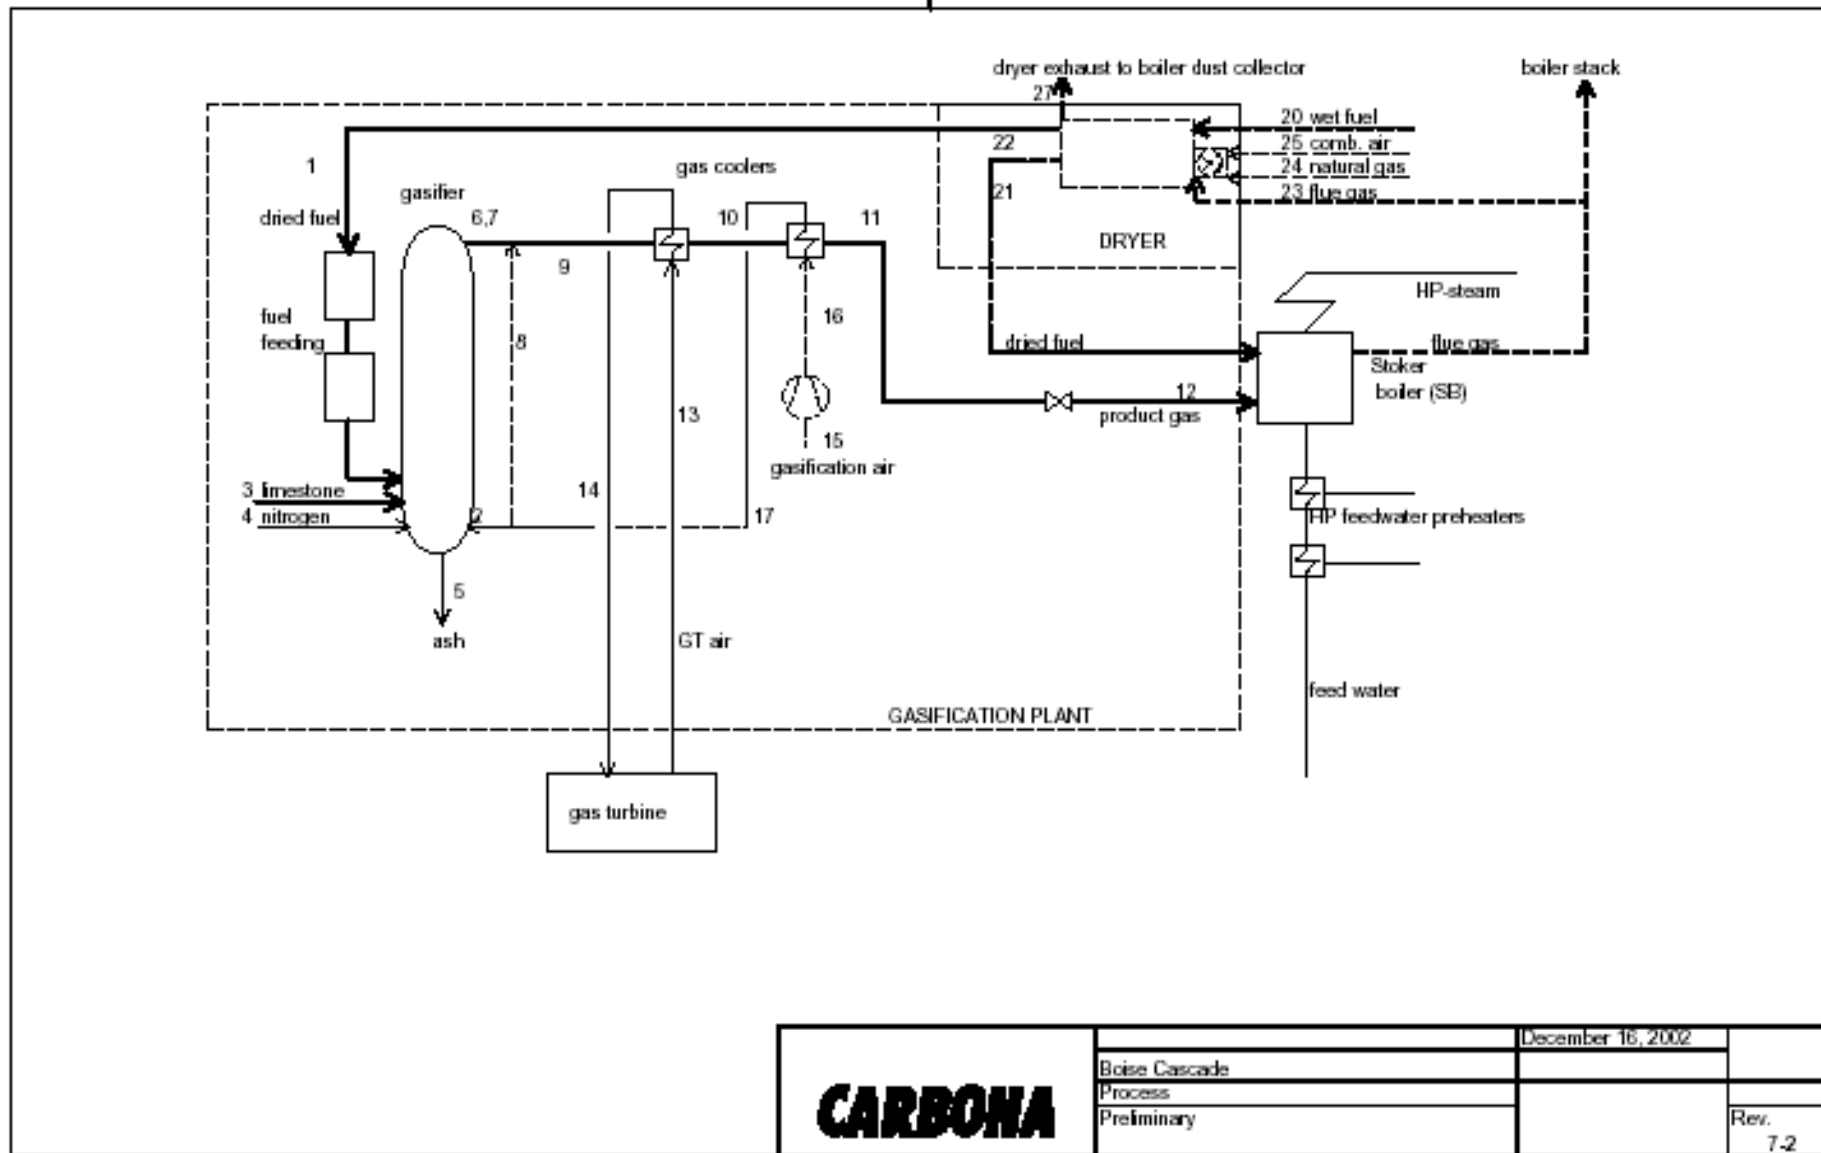 dryer exhaust to boiler dust collector
boiler stack
27
20 wet fuel
25 comb. air
24 natural gas
23 flue gas
22
21
1
gas coolers
gasifier
dried fuel
6,7
10
11
DRYER
9
HP-steam
fuel
feeding
8
16
dried fuel
flue gas
Stoker
boiler (SB)
12
product gas
13
15
gasification air
3 limestone
4 nitrogen
2
14
17
HP feedwater preheaters
5
ash
GT air
feed water
GASIFICATION PLANT
gas turbine
December 16, 2002
Boise Cascade
Process
Preliminary
CARBONA
Rev.
7-2